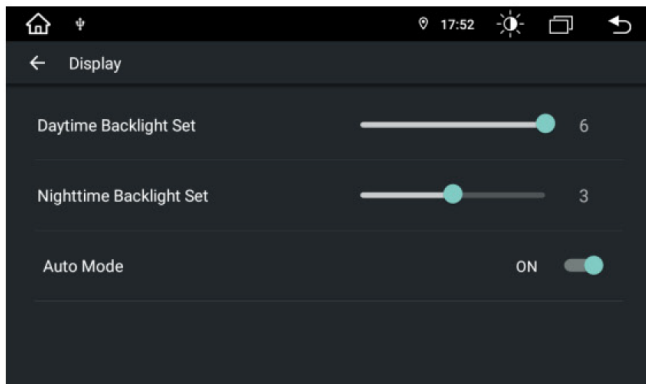 17:52
Display
Daytime Backlight Set 6
Nighttime Backlight Set 3
Auto Mode ON